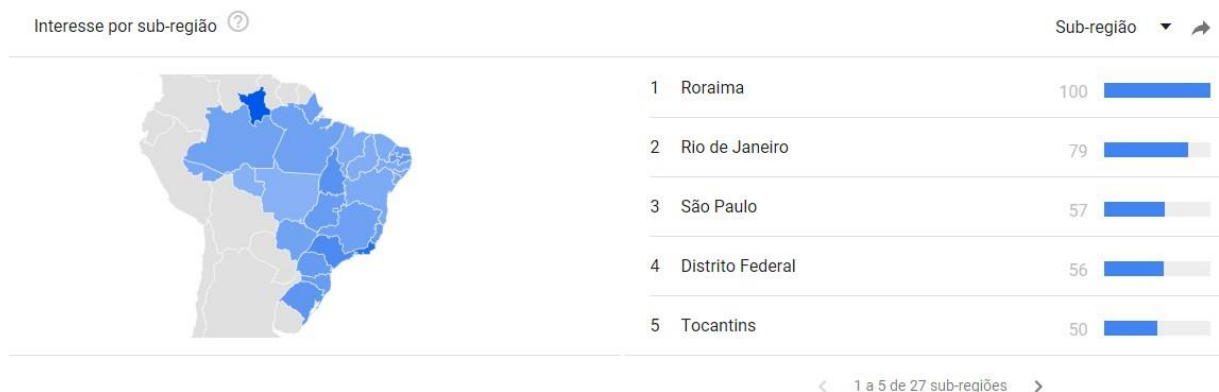 Interesse por sub-região ?
Sub-região
1 Roraima 100
2 Rio de Janeiro 79
3 São Paulo 57
4 Distrito Federal 56
5 Tocantins 50
1 a 5 de 27 sub-regiões